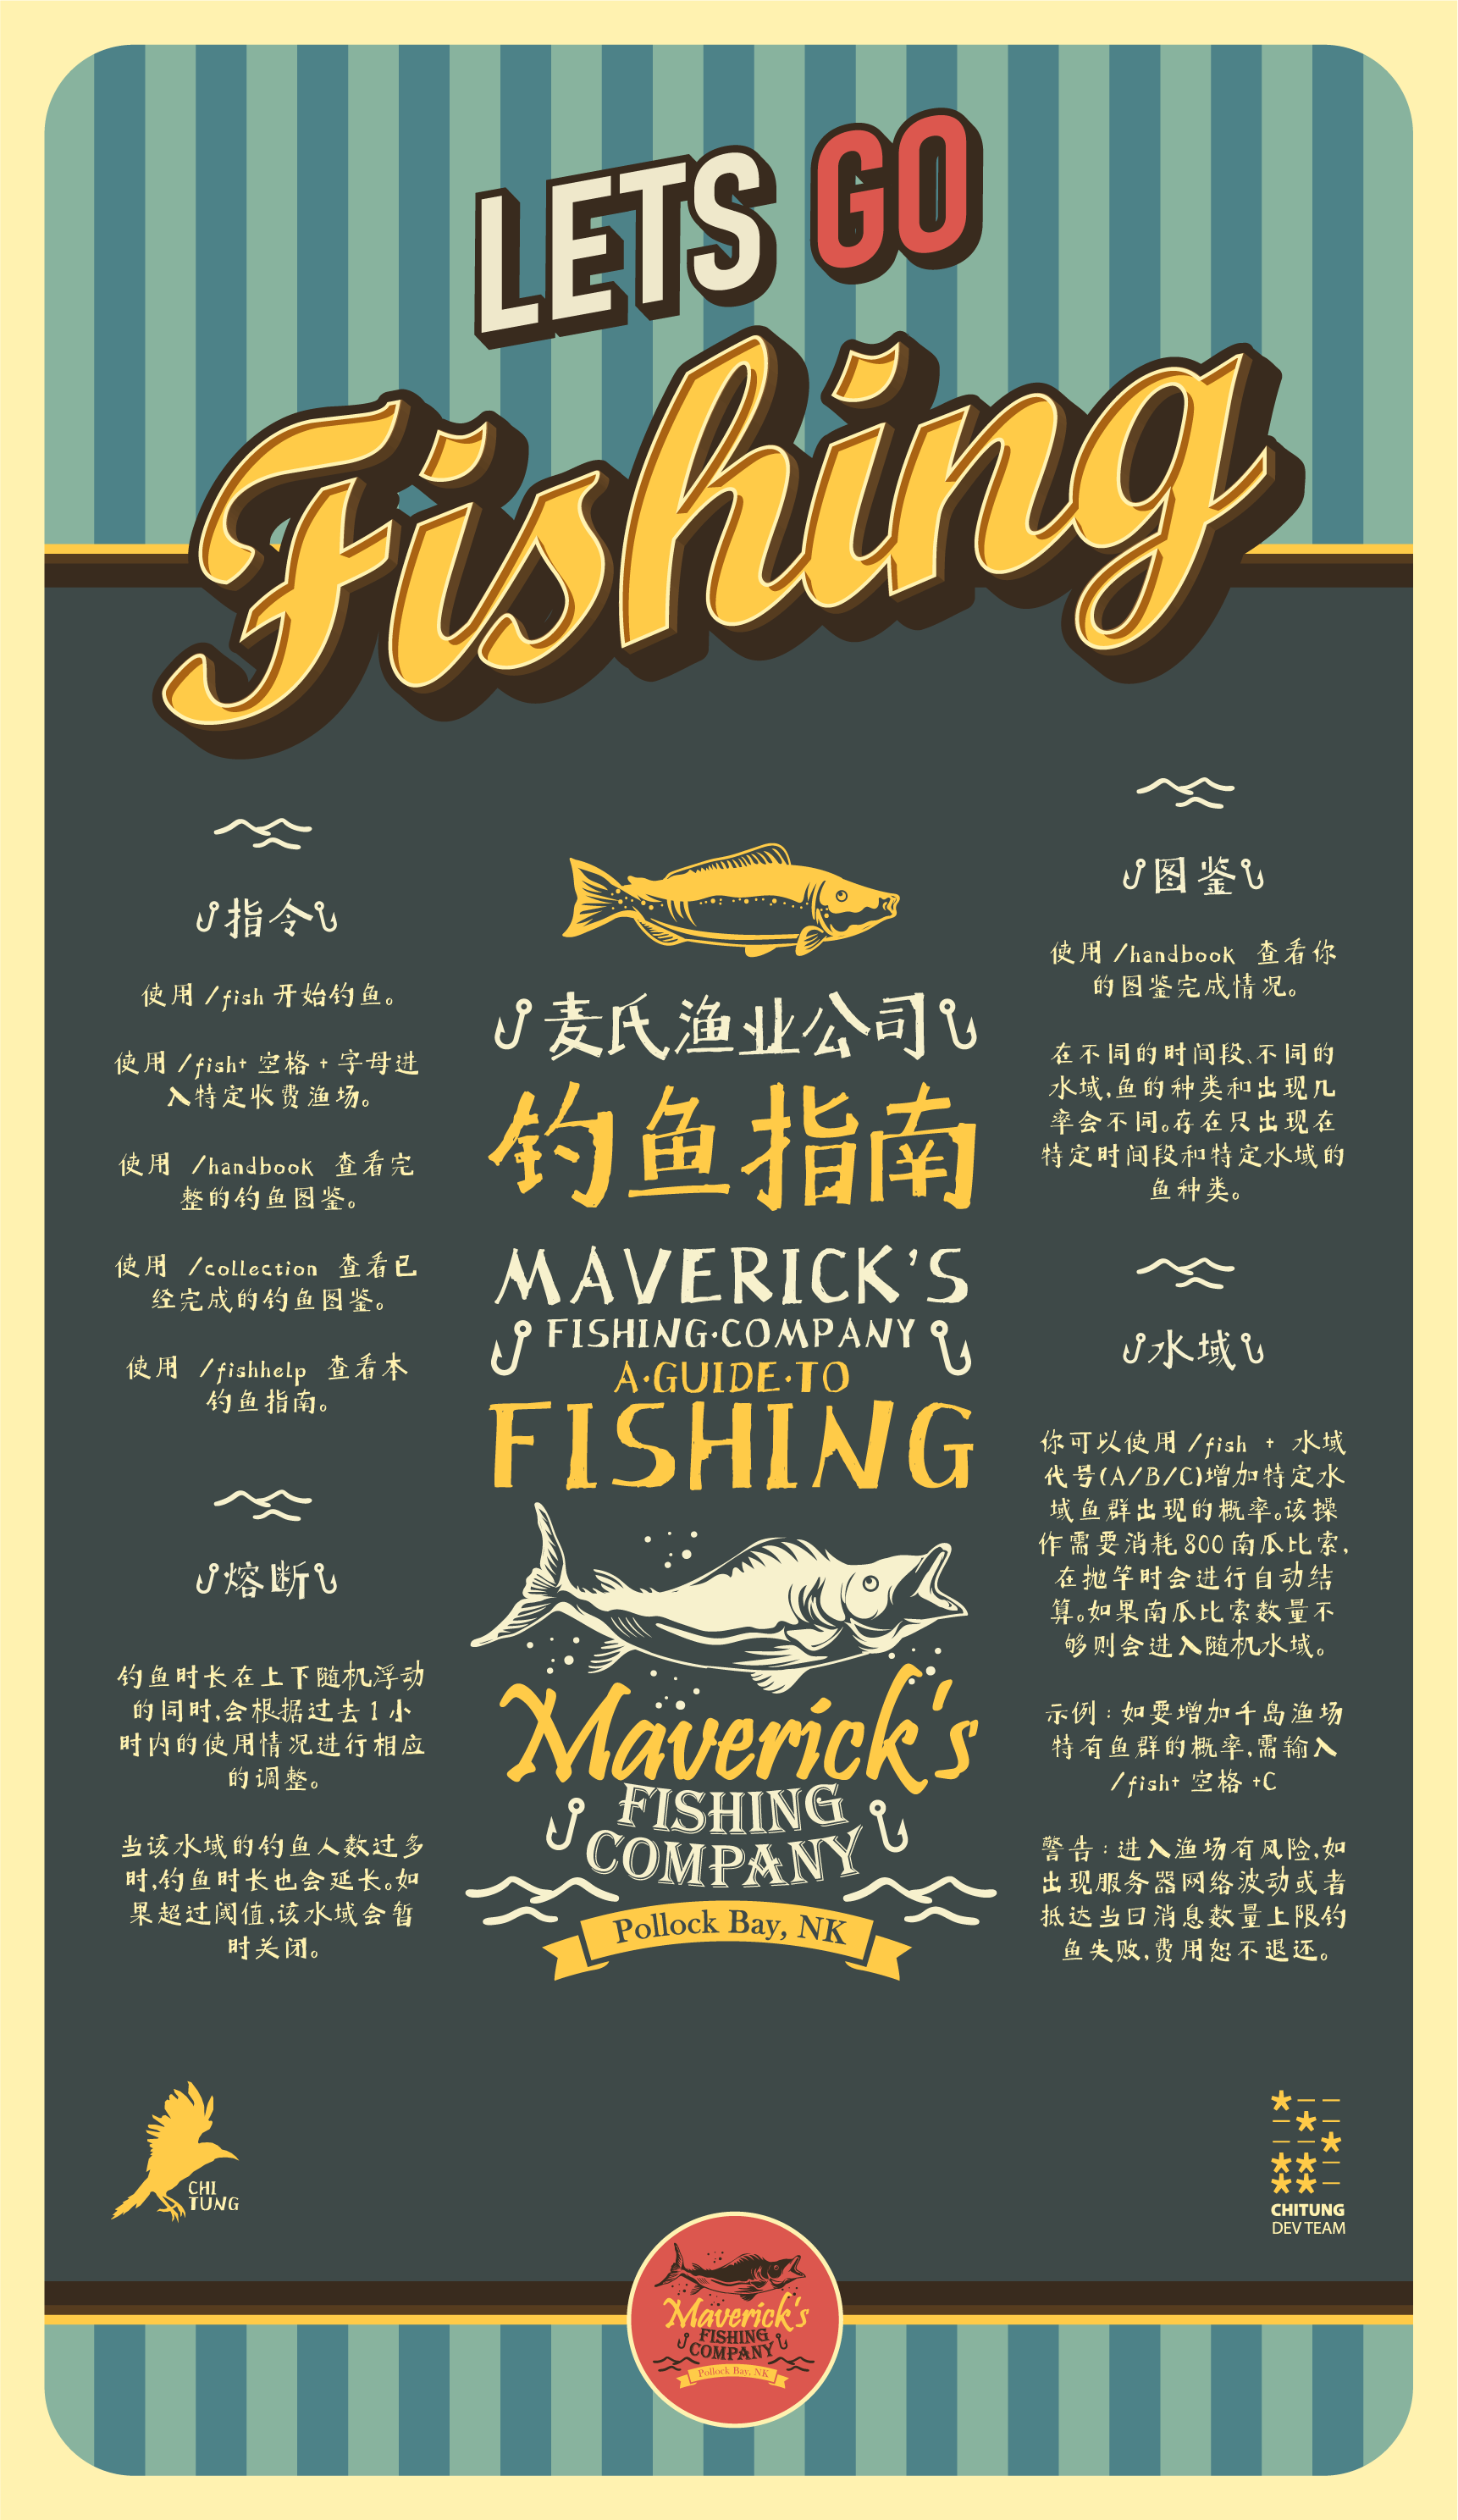 LETS GO
Fishing
指令
使用 /fish 开始钓鱼。
使用 /fish+ 空格 + 字母进
入特定收费渔场。
使用 /handbook 查看完
整的钓鱼图鉴。
使用 /collection 查看已
经完成的钓鱼图鉴。
使用 /fishhelp 查看本
钓鱼指南。
熔断
钓鱼时长在上下随机浮动
的同时,会根据过去 1 小
时内的使用情况进行相应
的调整。
当该水域的钓鱼人数过多
时,钓鱼时长也会延长。如
果超过阈值,该水域会暂
时关闭。
麦氏渔业公司
钓鱼指南
MAVERICK'S
FISHING·COMPANY
A·GUIDE·TO
FISHING
Maverick's
FISHING
COMPANY
Pollock Bay, NK
图鉴
使用 /handbook 查看你
的图鉴完成情况。
在不同的时间段、不同的
水域,鱼的种类和出现几
率会不同。存在只出现在
特定时间段和特定水域的
鱼种类。
水域
你可以使用 /fish + 水域
代号(A/B/C)增加特定水
域鱼群出现的概率。该操
作需要消耗 800 南瓜比索,
在抛竿时会进行自动结
算。如果南瓜比索数量不
够则会进入随机水域。
示例：如要增加千岛渔场
特有鱼群的概率,需输入
/fish+ 空格 +C
警告：进入渔场有风险,如
出现服务器网络波动或者
抵达当日消息数量上限钓
鱼失败,费用恕不退还。
CHI
TUNG
CHITUNG
DEV TEAM
Maverick's
FISHING
COMPANY
Pollock Bay, NK